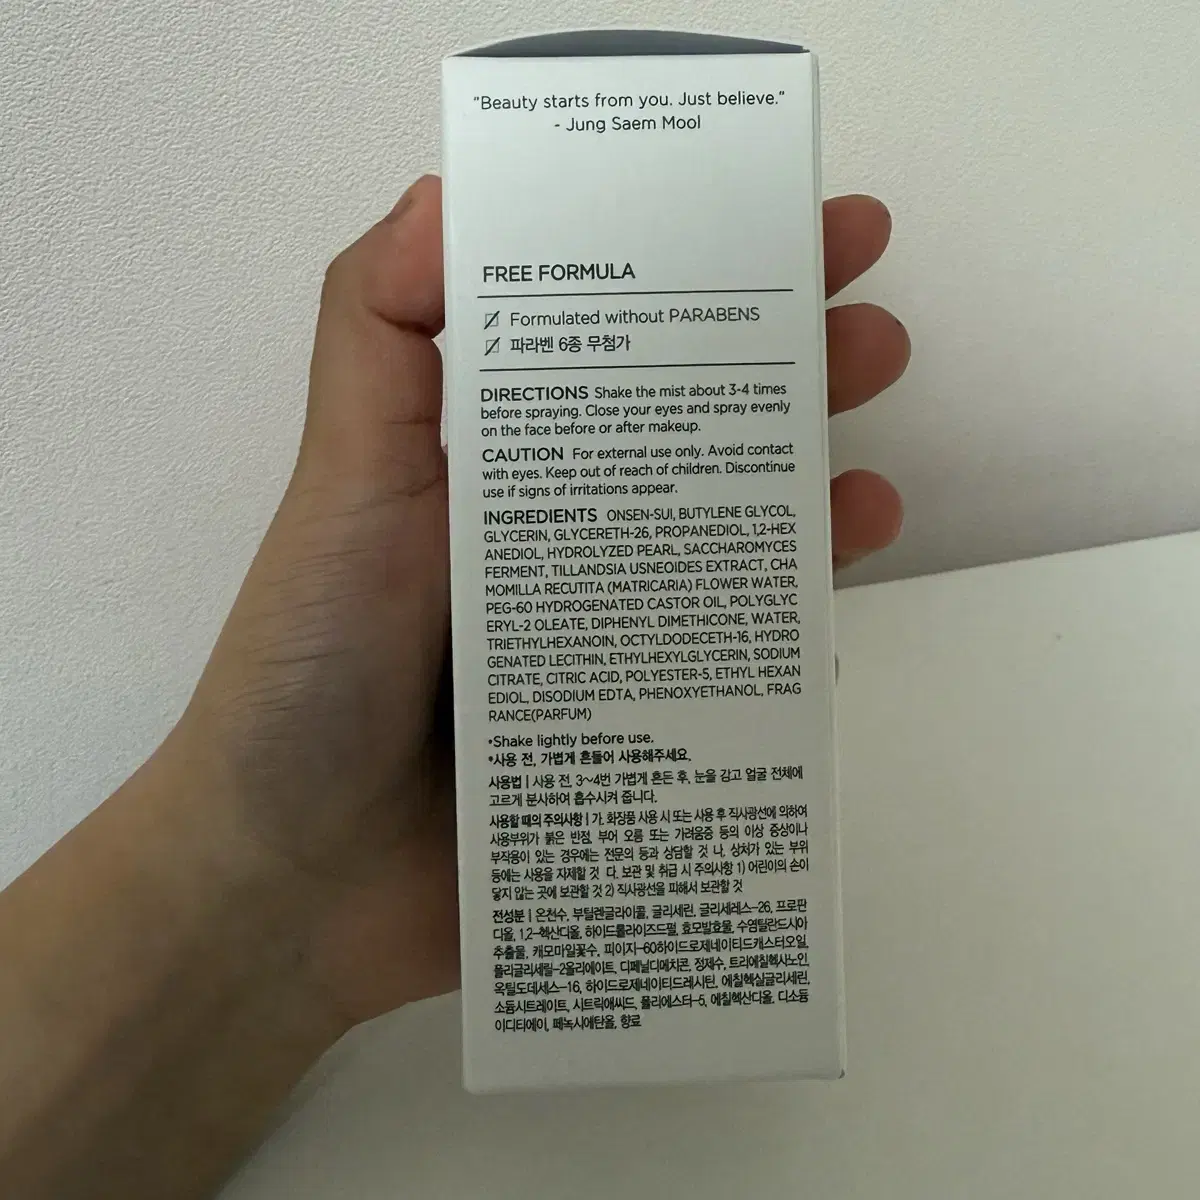 "Beauty starts from you. Just believe."
- Jung Saem Mool
FREE FORMULA
Formulated without PARABENS
파라벤 6종 무첨가
DIRECTIONS Shake the mist about 3-4 times
before spraying. Close your eyes and spray evenly
on the face before or after makeup.
CAUTION For external use only. Avoid contact
with eyes. Keep out of reach of children. Discontinue
use if signs of irritations appear.
INGREDIENTS ONSEN-SUI, BUTYLENE GLYCOL,
GLYCERIN, GLYCERETH-26, PROPANEDIOL, 1,2-HEX
ANEDIOL, HYDROLYZED PEARL, SACCHAROMYCES
FERMENT, TILLANDSIA USNEOIDES EXTRACT, CHA
MOMILLA RECUTITA (MATRICARIA) FLOWER WATER,
PEG-60 HYDROGENATED CASTOR OIL, POLYGLYC
ERYL-2 OLEATE, DIPHENYL DIMETHICONE, WATER,
TRIETHYLHEXANOIN, OCTYLDODECETH-16, HYDRO
GENATED LECITHIN, ETHYLHEXYLGLYCERIN, SODIUM
CITRATE, CITRIC ACID, POLYESTER-5, ETHYL HEXAN
EDIOL, DISODIUM EDTA, PHENOXYETHANOL, FRAG
RANCE(PARFUM)
•Shake lightly before use.
•사용 전, 가볍게 흔들어 사용해주세요.
사용법 | 사용 전, 3~4번 가볍게 흔든 후, 눈을 감고 얼굴 전체에
고르게 분사하여 흡수시켜 줍니다.
사용할 때의 주의사항 | 가. 화장품 사용 시 또는 사용 후 직사광선에 의하여
사용부위가 붉은 반점, 부어 오름 또는 가려움증 등의 이상 증상이나
부작용이 있는 경우에는 전문의 등과 상담할 것 나. 상처가 있는 부위
등에는 사용을 자제할 것 다. 보관 및 취급 시 주의사항 1) 어린이의 손이
닿지 않는 곳에 보관할 것 2) 직사광선을 피해서 보관할 것
전성분 | 온천수, 부틸렌글라이콜, 글리세린, 글리세레스-26, 프로판
디올, 1,2-헥산디올, 하이드롤라이즈드펄, 효모발효물, 수염틸란드시아
추출물, 캐모마일꽃수, 피이지-60하이드로제네이티드캐스터오일,
폴리글리세릴-2올리에이트, 디페닐디메치콘, 정제수, 트리에칠헥사노인,
옥틸도데세스-16, 하이드로제네이티드레시틴, 에칠헥실글리세린,
소듐시트레이트, 시트릭애씨드, 폴리에스터-5, 에칠헥산디올, 디소듐
이디티에이, 페녹시에탄올, 향료